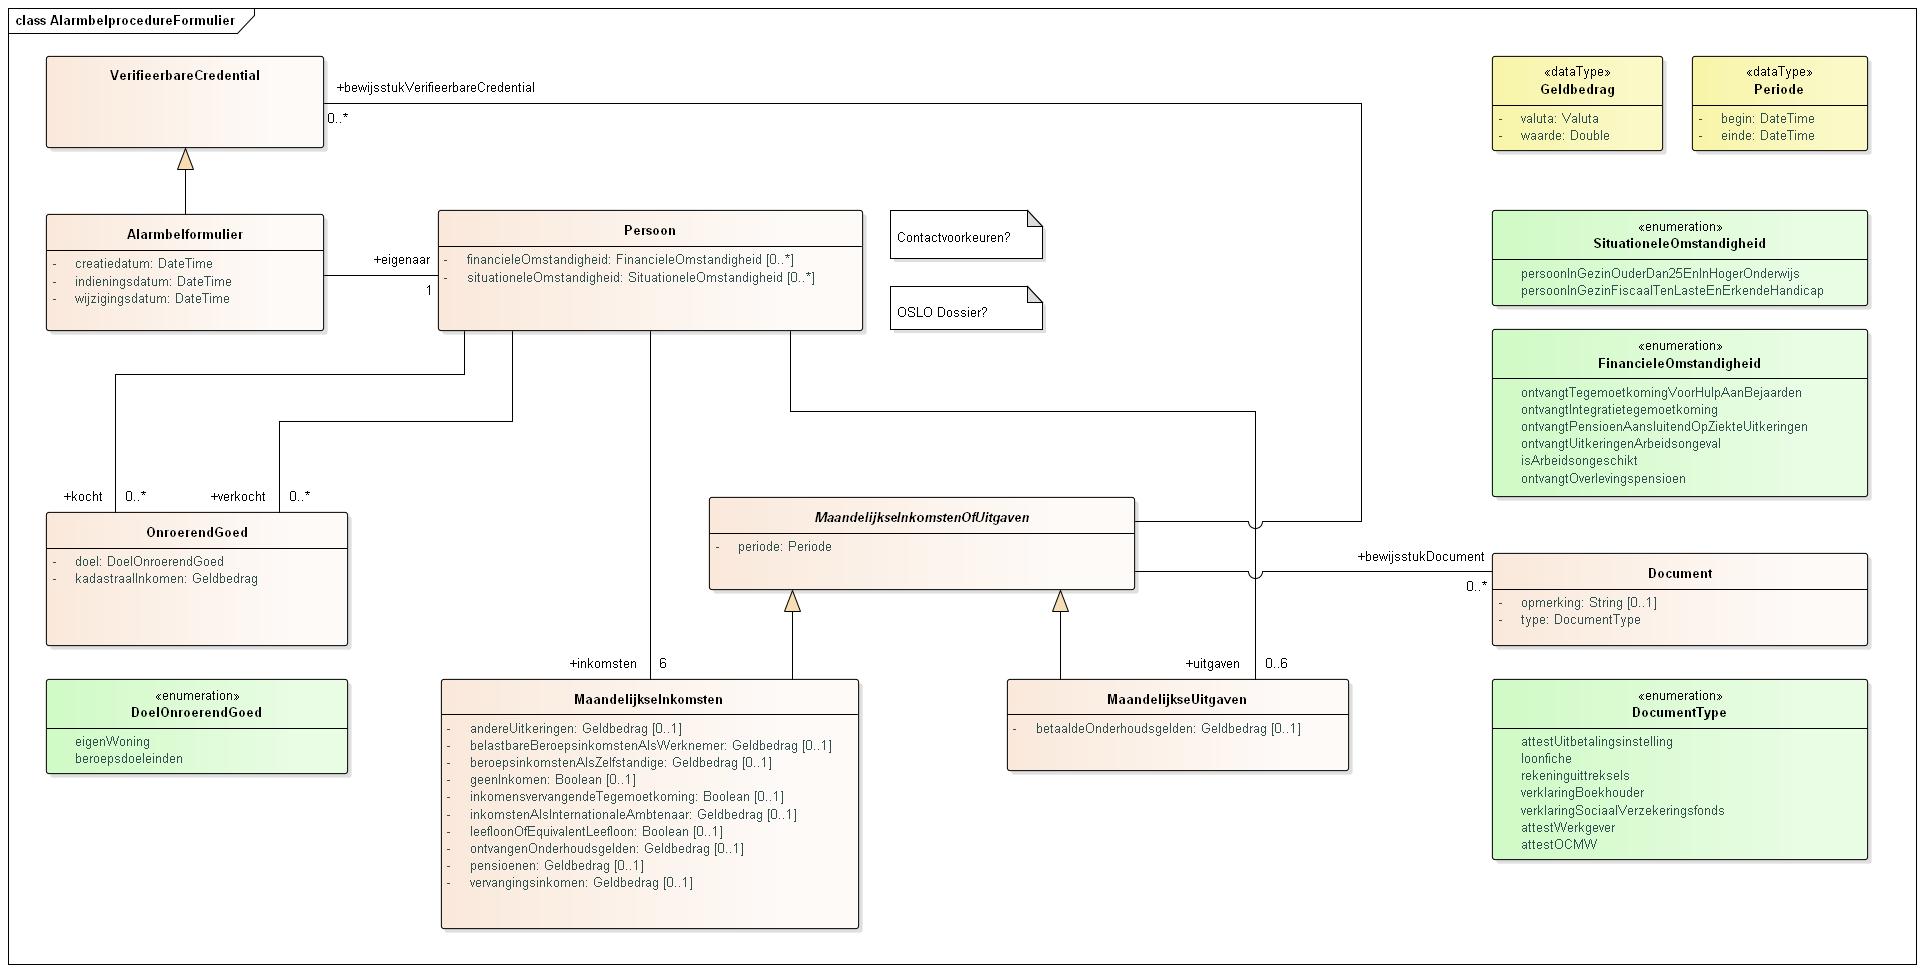 class AlarmbelprocedureFormulier
VerifieerbareCredential
+bewijsstukVerifieerbareCredential
0..*
«dataType»
Geldbedrag
- valuta: Valuta
- waarde: Double
«dataType»
Periode
- begin: DateTime
- einde: DateTime
Alarmbelformulier
- creatiedatum: DateTime
- indieningsdatum: DateTime
- wijzigingsdatum: DateTime
+eigenaar
1
Persoon
- financieleOmstandigheid: FinancieleOmstandigheid [0..*]
- situationeleOmstandigheid: SituationeleOmstandigheid [0..*]
Contactvoorkeuren?
OSLO Dossier?
«enumeration»
SituationeleOmstandigheid
persoonInGezinOuderDan25EnInHogerOnderwijs
persoonInGezinFiscaalTenLasteEnErkendeHandicap
«enumeration»
FinancieleOmstandigheid
ontvangtTegemoetkomingVoorHulpAanBejaarden
ontvangtIntegratietegemoetkoming
ontvangtPensioenAansluitendOpZiekteUitkeringen
ontvangtUitkeringenArbeidsongeval
isArbeidsongeschikt
ontvangtOverlevingspensioen
+kocht
0..*
+verkocht
0..*
OnroerendGoed
- doel: DoelOnroerendGoed
- kadastraalInkomen: Geldbedrag
MaandelijkseInkomstenOfUitgaven
- periode: Periode
+bewijsstukDocument
0..*
Document
- opmerking: String [0..1]
- type: DocumentType
+inkomsten
6
+uitgaven
0..6
«enumeration»
DoelOnroerendGoed
eigenWoning
beroepsdoeleinden
MaandelijkseInkomsten
- andereUitkeringen: Geldbedrag [0..1]
- belastbareBeroepsinkomstenAlsWerknemer: Geldbedrag [0..1]
- beroepsinkomstenAlsZelfstandige: Geldbedrag [0..1]
- geenInkomen: Boolean [0..1]
- inkomensvervangendeTegemoetkoming: Boolean [0..1]
- inkomstenAlsInternationaleAmbtenaar: Geldbedrag [0..1]
- leefloonOfEquivalentLeefloon: Boolean [0..1]
- ontvangenOnderhoudsgelden: Geldbedrag [0..1]
- pensioenen: Geldbedrag [0..1]
- vervangingsinkomen: Geldbedrag [0..1]
MaandelijkseUitgaven
- betaaldeOnderhoudsgelden: Geldbedrag [0..1]
«enumeration»
DocumentType
attestUitbetalingsinstelling
loonfiche
rekeninguittreksels
verklaringBoekhouder
verklaringSociaalVerzekeringsfonds
attestWerkgever
attestOCMW